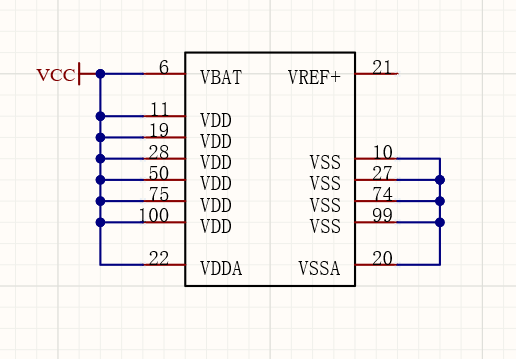 VCC 6 VBAT VREF+ 21
11 VDD
19 VDD
28 VDD VSS 10
50 VDD VSS 27
75 VDD VSS 74
100 VDD VSS 99
22 VDDA VSSA 20